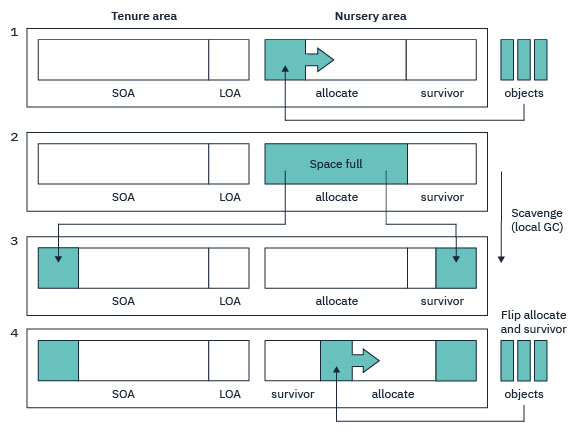 Tenure area
Nursery area
1
SOA
LOA
allocate
survivor
objects
2
Space full
SOA
LOA
allocate
survivor
Scavenge
(local GC)
3
SOA
LOA
allocate
survivor
Flip allocate
and survivor
4
SOA
LOA
survivor
allocate
objects